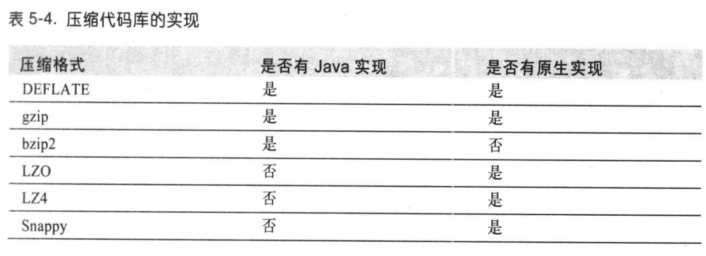 表 5-4. 压缩代码库的实现
压缩格式 是否有 Java 实现 是否有原生实现
DEFLATE 是 是
gzip 是 是
bzip2 是 否
LZO 否 是
LZ4 否 是
Snappy 否 是